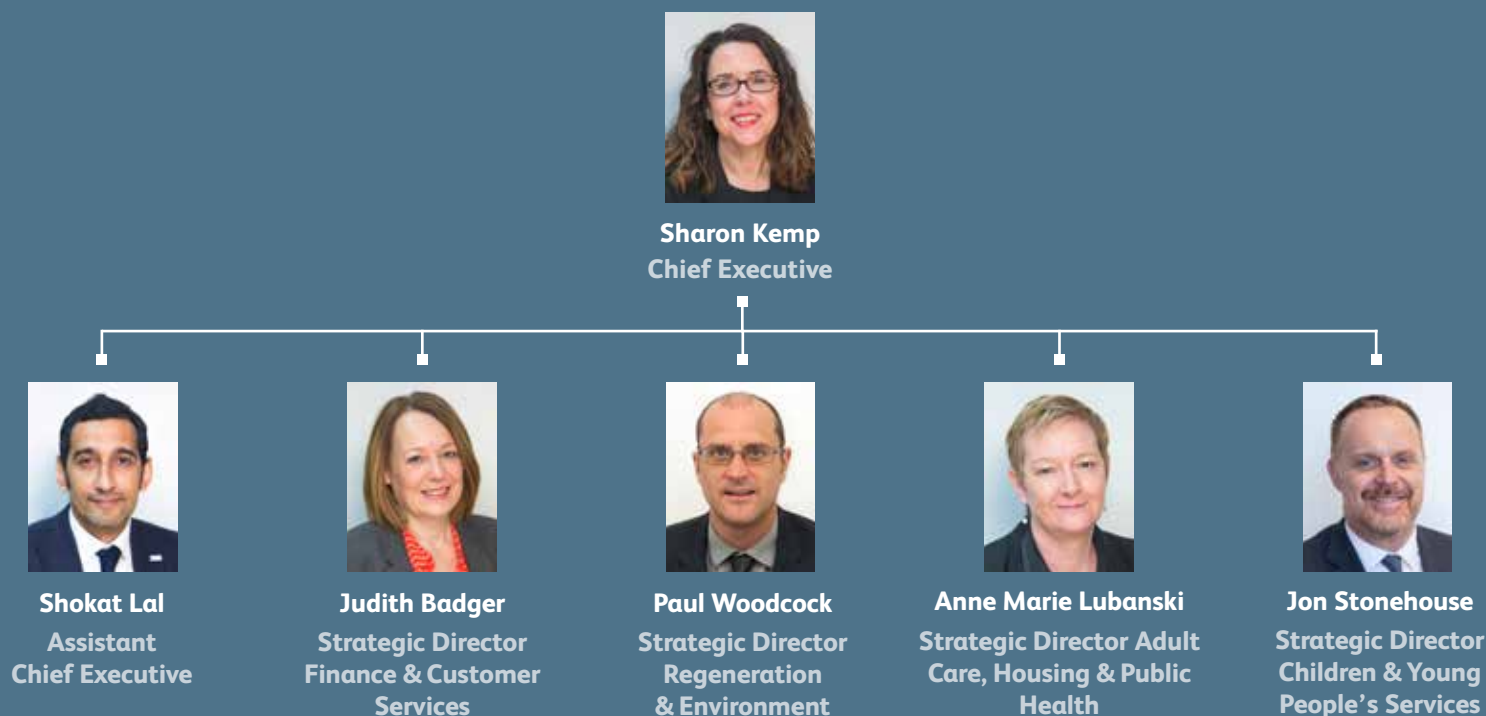 Sharon Kemp
Chief Executive
Shokat Lal
Assistant
Chief Executive
Judith Badger
Strategic Director
Finance & Customer
Services
Paul Woodcock
Strategic Director
Regeneration
& Environment
Anne Marie Lubanski
Strategic Director Adult
Care, Housing & Public
Health
Jon Stonehouse
Strategic Director
Children & Young
People’s Services